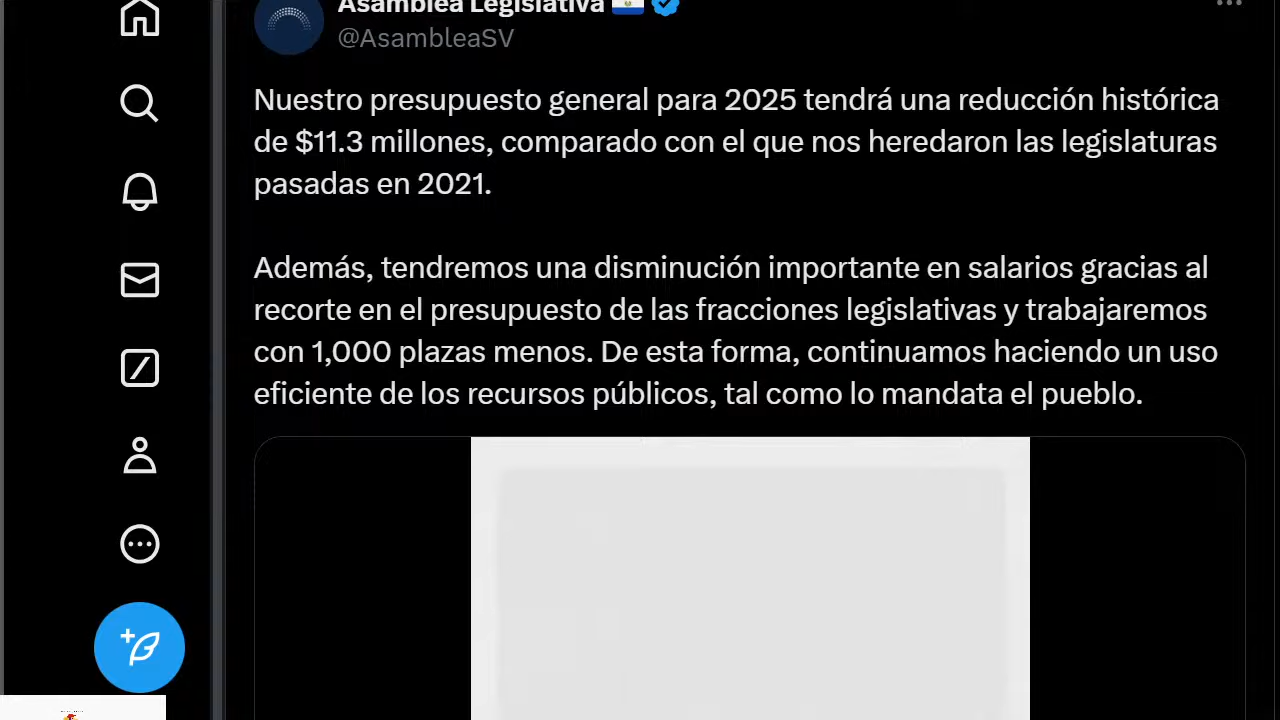 Asamblea Legislativa
@AsambleaSV
Nuestro presupuesto general para 2025 tendrá una reducción histórica
de $11.3 millones, comparado con el que nos heredaron las legislaturas
pasadas en 2021.
Además, tendremos una disminución importante en salarios gracias al
recorte en el presupuesto de las fracciones legislativas y trabajaremos
con 1,000 plazas menos. De esta forma, continuamos haciendo un uso
eficiente de los recursos públicos, tal como lo mandata el pueblo.